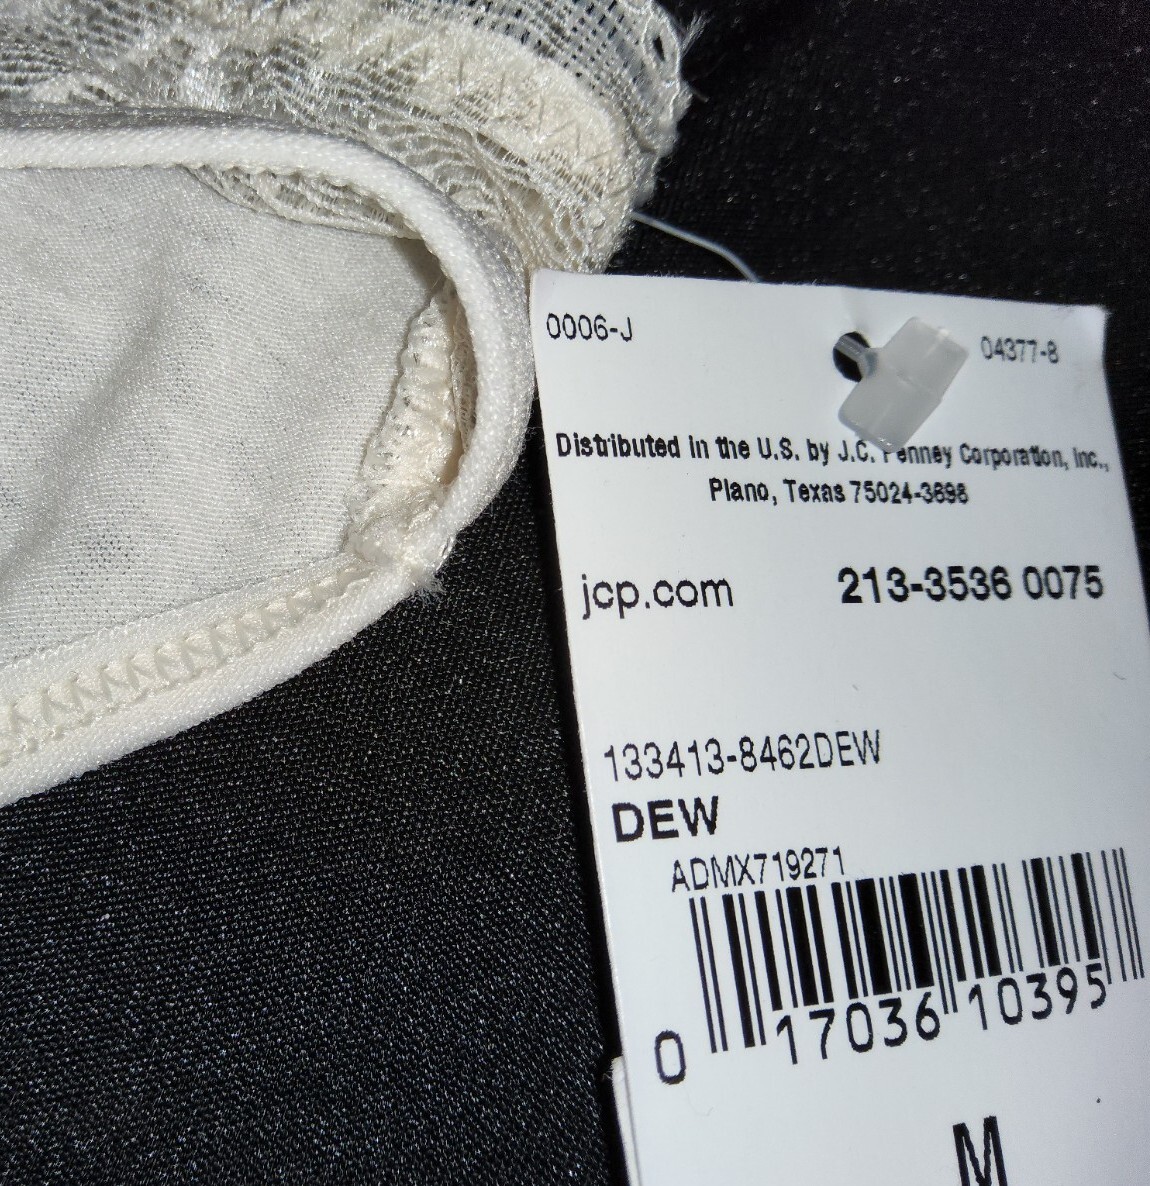 0006-J 04377-8
Distributed in the U.S. by J.C. Penney Corporation, Inc.,
Plano, Texas 75024-3698
jcp.com 213-3536 0075
133413-8462DEW
DEW
ADMX719271
0 17036 10395
M